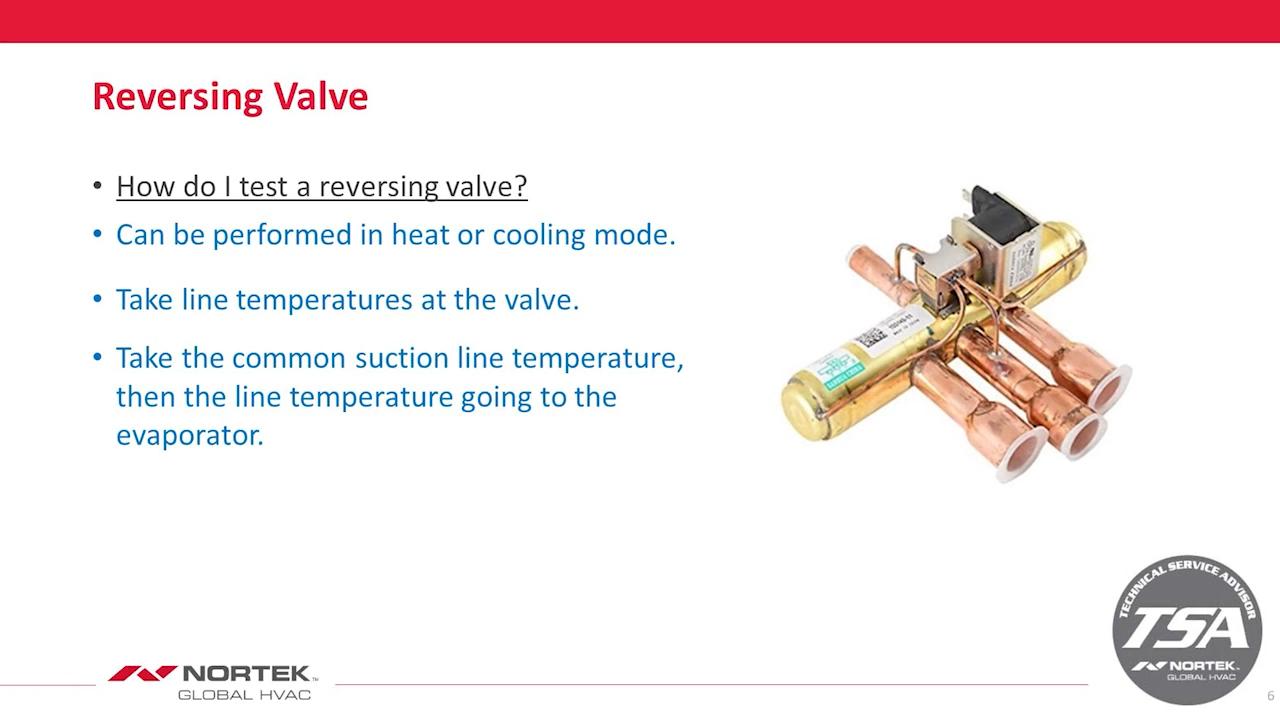 Reversing Valve
• How do I test a reversing valve?
• Can be performed in heat or cooling mode.
• Take line temperatures at the valve.
• Take the common suction line temperature,
then the line temperature going to the
evaporator.
TECHNICAL SERVICE ADVISOR
TSA
NORTEK™
GLOBAL HVAC
NORTEK™
GLOBAL HVAC
6